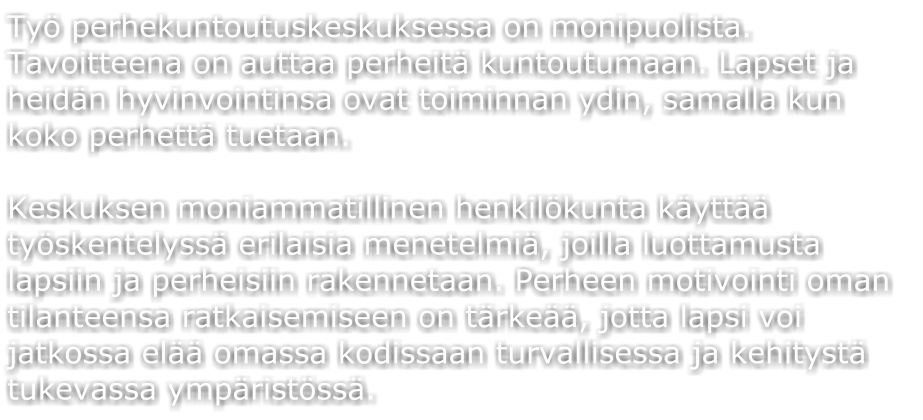 Työ perhekuntoutuskeskuksessa on monipuolista.
Tavoitteena on auttaa perheitä kuntoutumaan. Lapset ja
heidän hyvinvointinsa ovat toiminnan ydin, samalla kun
koko perhettä tuetaan.

Keskuksen moniammatillinen henkilökunta käyttää
työskentelyssä erilaisia menetelmiä, joilla luottamusta
lapsiin ja perheisiin rakennetaan. Perheen motivointi oman
tilanteensa ratkaisemiseen on tärkeää, jotta lapsi voi
jatkossa elää omassa kodissaan turvallisessa ja kehitystä
tukevassa ympäristössä.